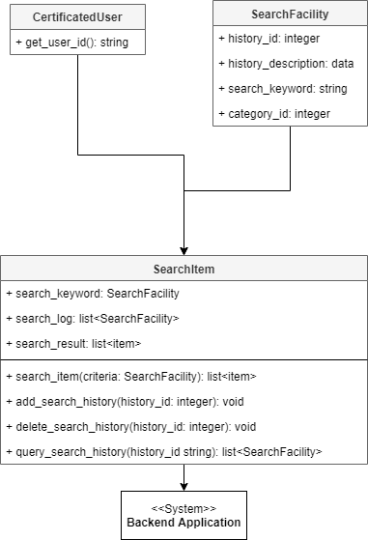 CertificatedUser
+ get_user_id(): string
SearchFacility
+ history_id: integer
+ history_description: data
+ search_keyword: string
+ category_id: integer
SearchItem
+ search_keyword: SearchFacility
+ search_log: list<SearchFacility>
+ search_result: list<item>
+ search_item(criteria: SearchFacility): list<item>
+ add_search_history(history_id: integer): void
+ delete_search_history(history_id: integer): void
+ query_search_history(history_id string): list<SearchFacility>
<<System>>
Backend Application